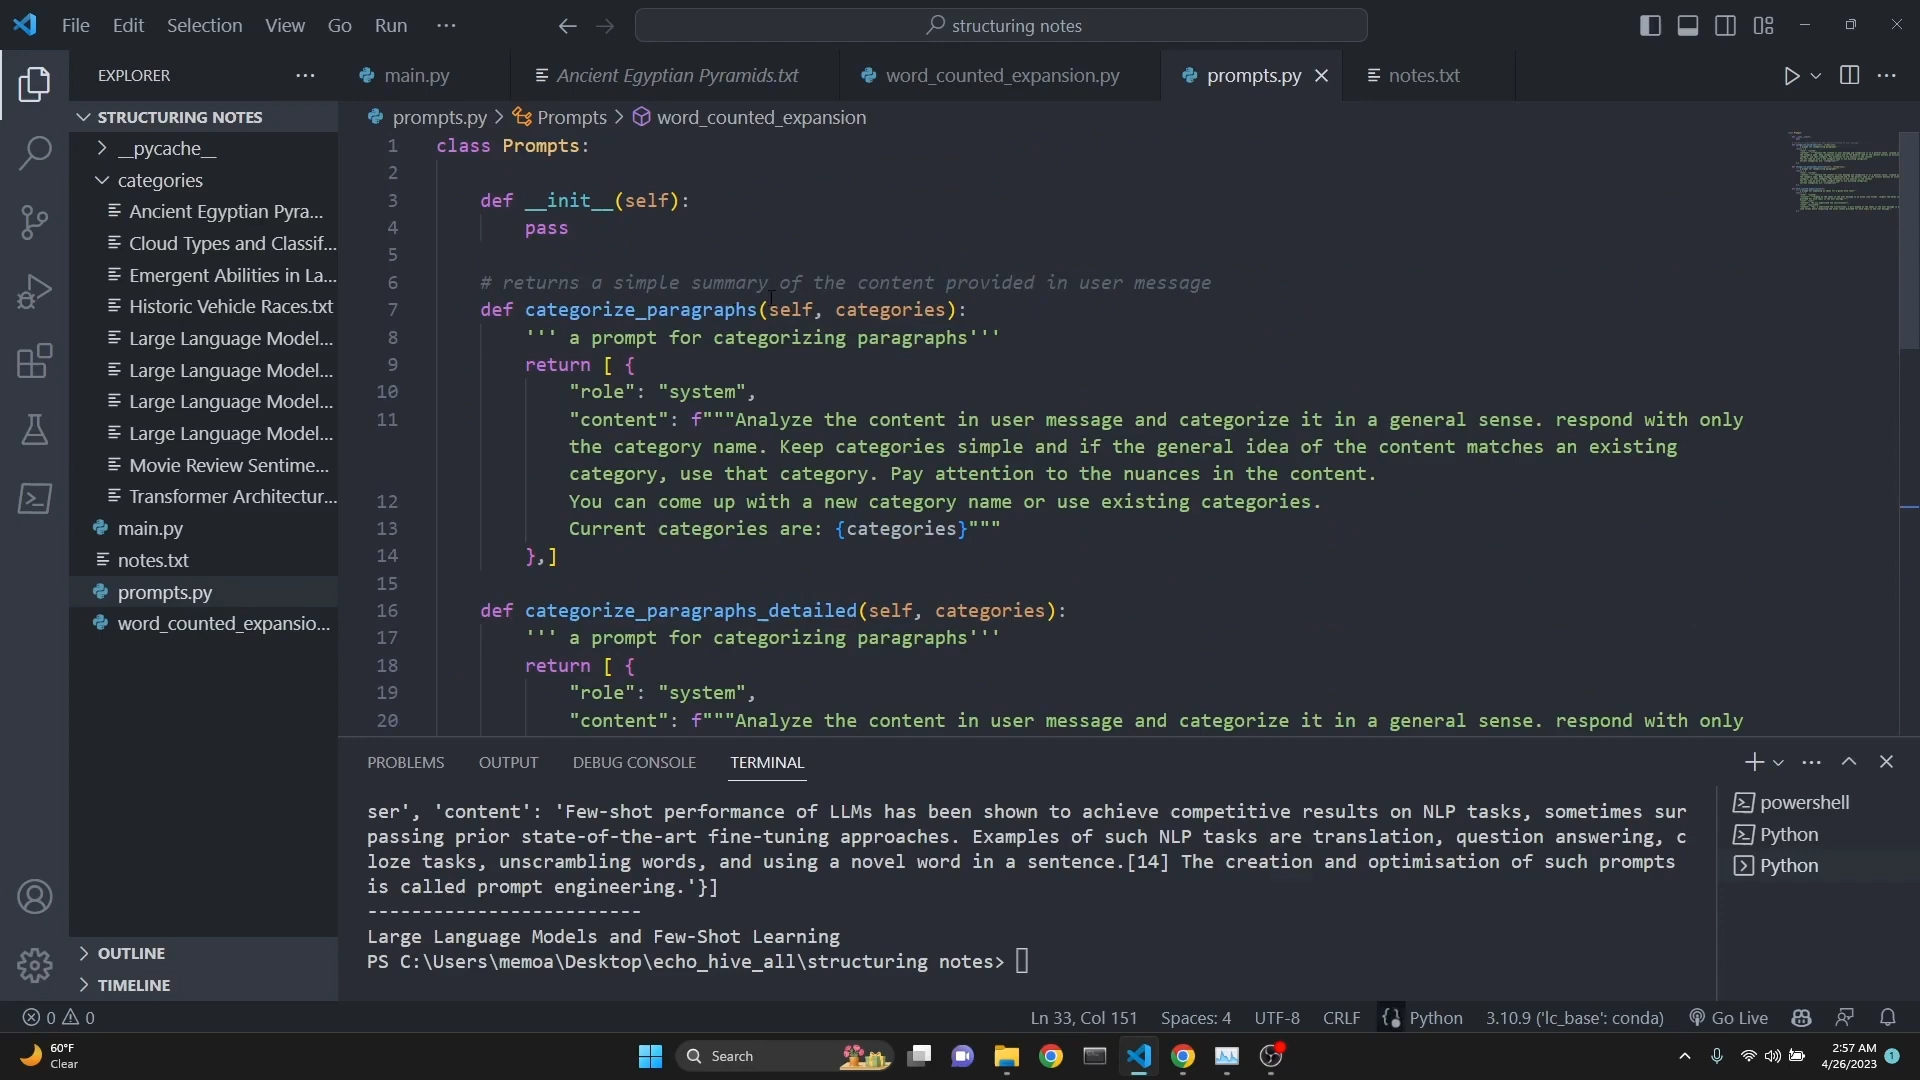 File Edit Selection View Go Run ··· structuring notes
EXPLORER ··· main.py Ancient Egyptian Pyramids.txt word_counted_expansion.py prompts.py notes.txt
STRUCTURING NOTES
__pycache__
categories
Ancient Egyptian Pyra...
Cloud Types and Classif...
Emergent Abilities in La...
Historic Vehicle Races.txt
Large Language Model...
Large Language Model...
Large Language Model...
Large Language Model...
Movie Review Sentime...
Transformer Architectur...
main.py
notes.txt
prompts.py
word_counted_expansio...
OUTLINE
TIMELINE
prompts.py > Prompts > word_counted_expansion
1 class Prompts:
2
3 def __init__(self):
4 pass
5
6 # returns a simple summary of the content provided in user message
7 def categorize_paragraphs(self, categories):
8 ''' a prompt for categorizing paragraphs'''
9 return [ {
10 "role": "system",
11 "content": f"""Analyze the content in user message and categorize it in a general sense. respond with only
the category name. Keep categories simple and if the general idea of the content matches an existing
category, use that category. Pay attention to the nuances in the content.
12 You can come up with a new category name or use existing categories.
13 Current categories are: {categories}"""
14 },]
15
16 def categorize_paragraphs_detailed(self, categories):
17 ''' a prompt for categorizing paragraphs'''
18 return [ {
19 "role": "system",
20 "content": f"""Analyze the content in user message and categorize it in a general sense. respond with only
PROBLEMS OUTPUT DEBUG CONSOLE TERMINAL
ser', 'content': 'Few-shot performance of LLMs has been shown to achieve competitive results on NLP tasks, sometimes sur
passing prior state-of-the-art fine-tuning approaches. Examples of such NLP tasks are translation, question answering, c
loze tasks, unscrambling words, and using a novel word in a sentence.[14] The creation and optimisation of such prompts
is called prompt engineering.'}]
-------------------------
Large Language Models and Few-Shot Learning
PS C:\Users\memoa\Desktop\echo_hive_all\structuring notes>
powershell
Python
Python
0 0 Ln 33, Col 151 Spaces: 4 UTF-8 CRLF Python 3.10.9 ('lc_base': conda) Go Live
60°F
Clear
Search
2:57 AM
4/26/2023
1